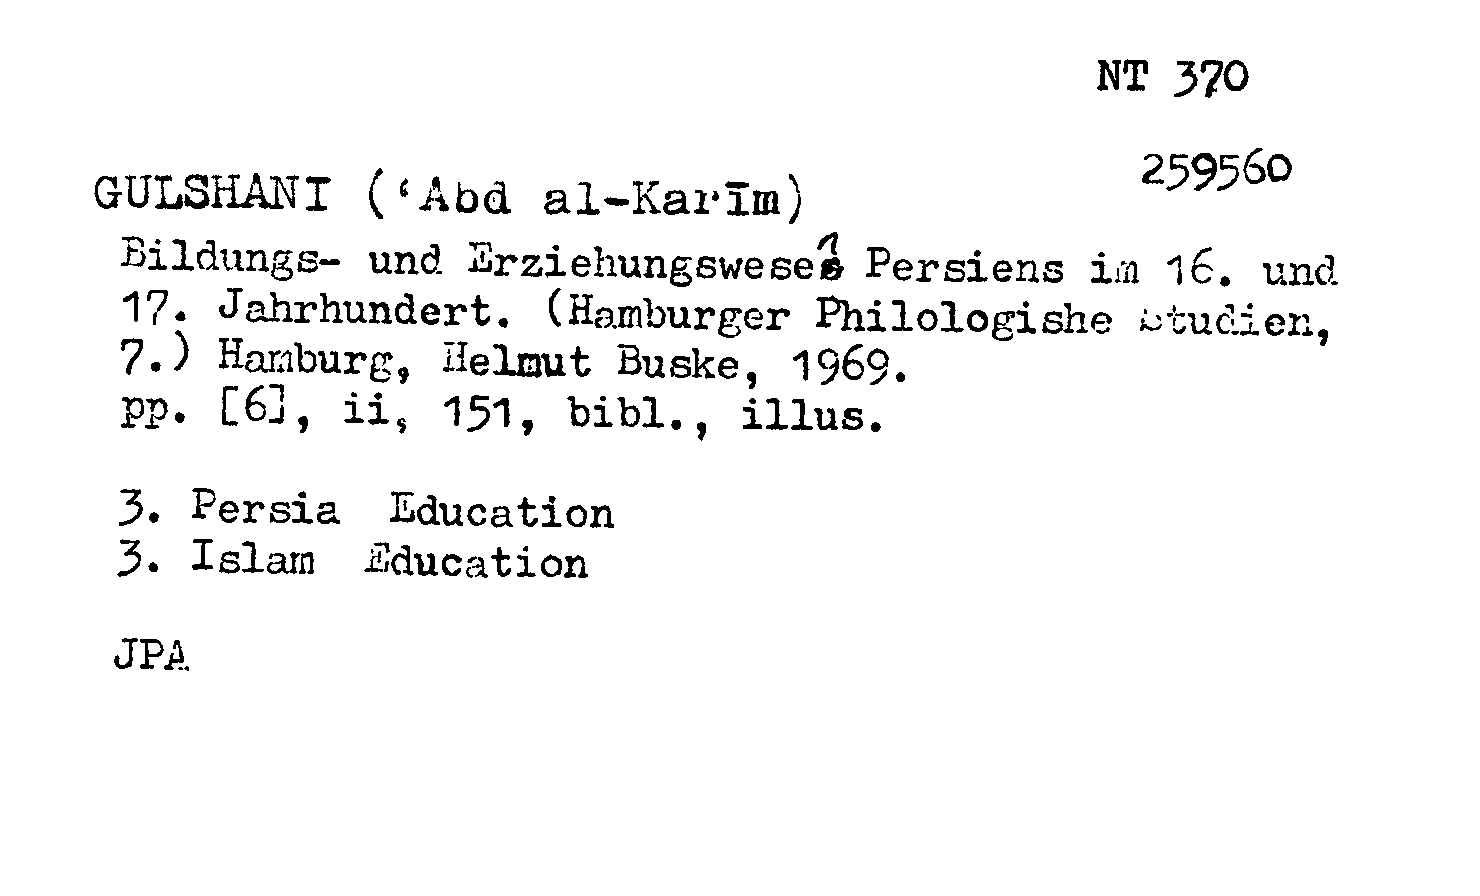 NT 370
259560
GULSHANI (‘Abd al-Karīm)
Bildungs- und Erziehungswesen Persiens im 16. und
17. Jahrhundert. (Hamburger Philologishe Studien,
7.) Hamburg, Helmut Buske, 1969.
pp. [6], ii, 151, bibl., illus.
3. Persia Education
3. Islam Education
JPA